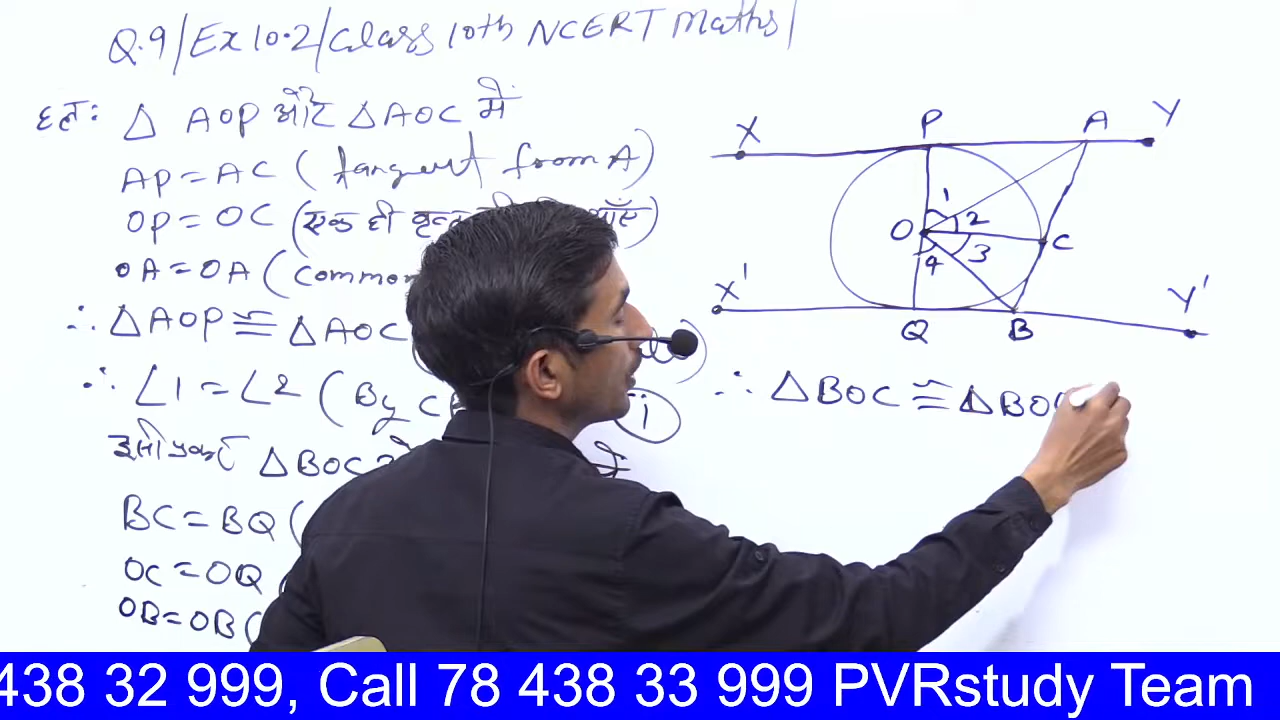 Q.9/Ex 10.2/Class 10th NCERT Maths/
हल: △ AOP और △AOC में
AP = AC (tangent from A)
OP = OC (एक ही वृत्त
OA = OA (common
∴ △AOP ≅ △AOC
∴ ∠1 = ∠2 (By C
i
इसी प्रकार △BOC
BC = BQ (
OC = OQ
OB = OB (
X P A Y
1
O 2 C
3
4
X' Y'
Q B
∴ △BOC ≅ △BO
438 32 999, Call 78 438 33 999 PVRstudy Team